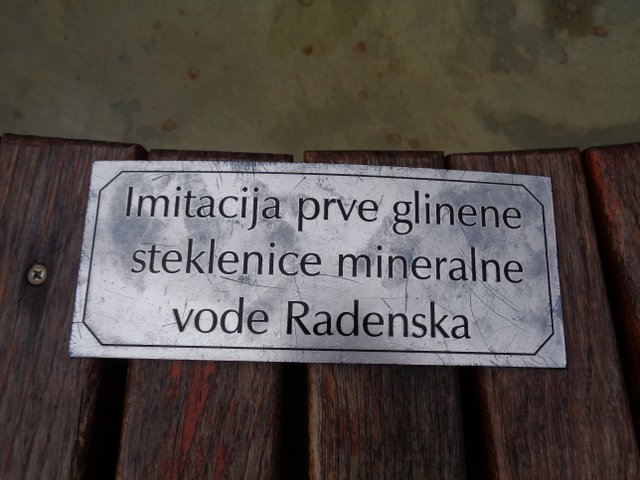 Imitacija prve glinene
steklenice mineralne
vode Radenska